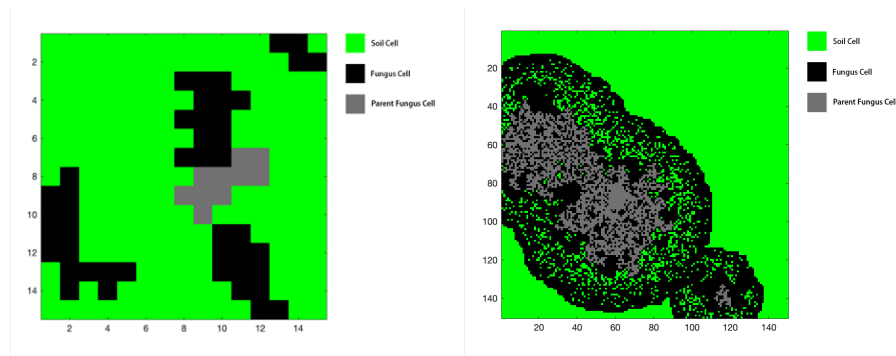 Soil Cell
Fungus Cell
Parent Fungus Cell
2
4
6
8
10
12
14
2 4 6 8 10 12 14
Soil Cell
Fungus Cell
Parent Fungus Cell
20
40
60
80
100
120
140
20 40 60 80 100 120 140